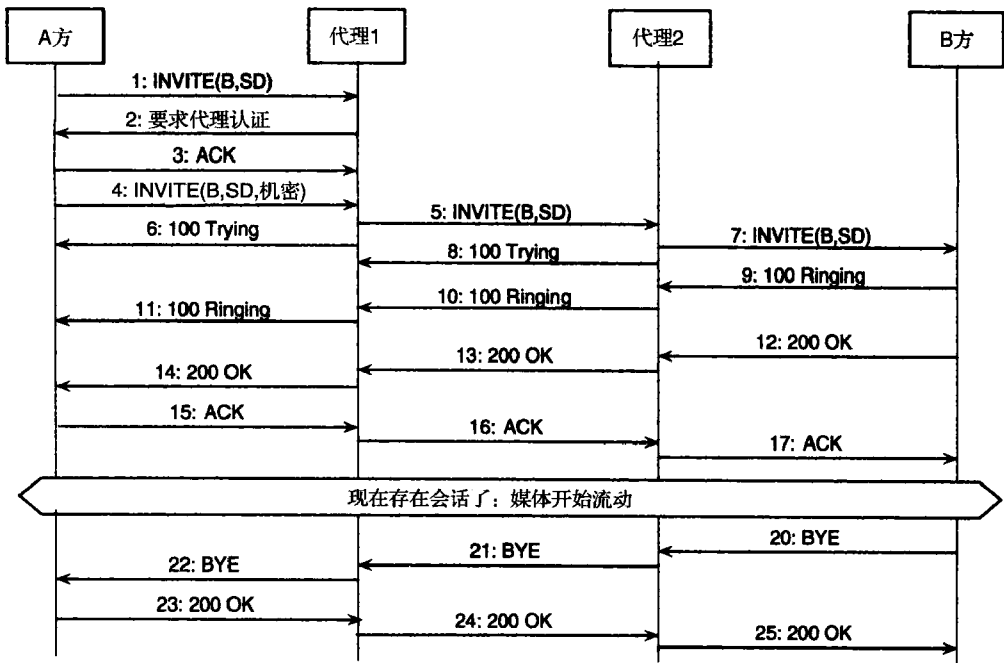 A方
代理1
代理2
B方
1: INVITE(B,SD)
2: 要求代理认证
3: ACK
4: INVITE(B,SD,机密)
5: INVITE(B,SD)
6: 100 Trying
7: INVITE(B,SD)
8: 100 Trying
9: 100 Ringing
10: 100 Ringing
11: 100 Ringing
12: 200 OK
13: 200 OK
14: 200 OK
15: ACK
16: ACK
17: ACK
现在存在会话了：媒体开始流动
20: BYE
21: BYE
22: BYE
23: 200 OK
24: 200 OK
25: 200 OK